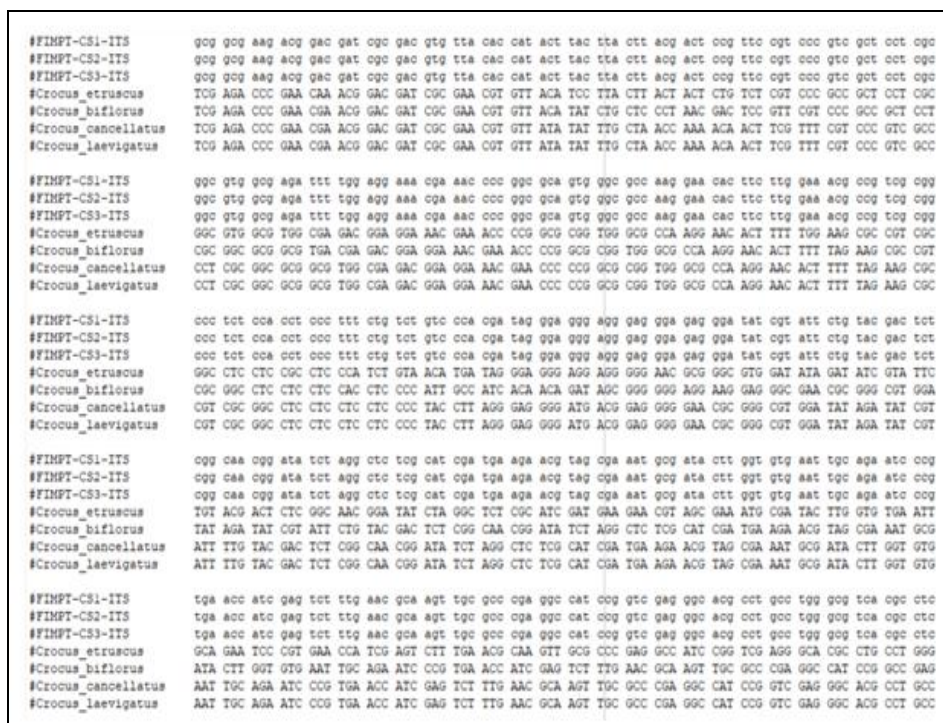 #FIMPT-CS1-ITS gcg gcg aag acg gac gat cgc gac gtg tta cac cat act tac tta ctt acg act ccg ttc cgt ccc gtc gct cct cgc
#FIMPT-CS2-ITS gcg gcg aag acg gac gat cgc gac gtg tta cac cat act tac tta ctt acg act ccg ttc cgt ccc gtc gct cct cgc
#FIMPT-CS3-ITS gcg gcg aag acg gac gat cgc gac gtg tta cac cat act tac tta ctt acg act ccg ttc cgt ccc gtc gct cct cgc
#Crocus_etruscus TCG AGA CCC GAA CAA ACG GAC GAT CGC GAA CGT GTT ACA TCC TTA CTT ACT ACT CTG TCT CGT CCC GCC GCT CCT CGC
#Crocus_biflorus TCG AGA CCC GAA CGA ACG GAC GAT CGC GAA CGT GTT ACA TAT CTG CTC CCT AAC GAC TCC GTT CGT CCC GCC GCT CCT
#Crocus_cancellatus TCG AGA CCC GAA CGA ACG GAC GAT CGC GAA CGT GTT ATA TAT TTG CTA ACC AAA ACA ACT TCG TTT CGT CCC GTC GCC
#Crocus_laevigatus TCG AGA CCC GAA CGA ACG GAC GAT CGC GAA CGT GTT ATA TAT TTG CTA ACC AAA ACA ACT TCG TTT CGT CCC GTC GCC
#FIMPT-CS1-ITS ggc gtg gcg aga ttt tgg agg aaa cga aac ccc ggc gca gtg ggc gcc aag gaa cac ttc ttg gaa acg ccg tcg cgg
#FIMPT-CS2-ITS ggc gtg gcg aga ttt tgg agg aaa cga aac ccc ggc gca gtg ggc gcc aag gaa cac ttc ttg gaa acg ccg tcg cgg
#FIMPT-CS3-ITS ggc gtg gcg aga ttt tgg agg aaa cga aac ccc ggc gca gtg ggc gcc aag gaa cac ttc ttg gaa acg ccg tcg cgg
#Crocus_etruscus GGC GTG GCG TGG CGA GAC GGA GGA AAC GAA ACC CCG GCG CGG TGG GCG CCA AGG AAC ACT TTT TGG AAG CGC CGT CGC
#Crocus_biflorus CGC GGC GCG GCG TGA CGA GAC GGA GGA AAC GAA ACC CCG GCG CGG TGG GCG CCA AGG AAC ACT TTT TAG AAG CGC CGT
#Crocus_cancellatus CCT CGC GGC GCG GCG TGG CGA GAC GGA GGA AAC GAA CCC CCG GCG CGG TGG GCG CCA AGG AAC ACT TTT TAG AAG CGC
#Crocus_laevigatus CCT CGC GGC GCG GCG TGG CGA GAC GGA GGA AAC GAA CCC CCG GCG CGG TGG GCG CCA AGG AAC ACT TTT TAG AAG CGC
#FIMPT-CS1-ITS ccc tct cca cct ccc ttt ctg tct gtc cca cga tag gga ggg agg gag gga gag gga tat cgt att ctg tac gac tct
#FIMPT-CS2-ITS ccc tct cca cct ccc ttt ctg tct gtc cca cga tag gga ggg agg gag gga gag gga tat cgt att ctg tac gac tct
#FIMPT-CS3-ITS ccc tct cca cct ccc ttt ctg tct gtc cca cga tag gga ggg agg gag gga gag gga tat cgt att ctg tac gac tct
#Crocus_etruscus GGC CTC CTC CGC CTC CCA TCT GTA ACA TGA TAG GGA GGG AGG AGG GGG AAC GCG GGC GTG GAT ATA GAT ATC GTA TTC
#Crocus_biflorus CGC GGC CTC CTC CTC CAC CTC CCC ATT GCC ATC ACA ACA GAT AGC GGG GGG AGG AAG GAG GGC GAA CGC GGG CGT GGA
#Crocus_cancellatus CGT CGC GGC CTC CTC CTC CTC CCC TAC CTT AGG GAG GGG ATG ACG GAG GGG GAA CGC GGG CGT GGA TAT AGA TAT CGT
#Crocus_laevigatus CGT CGC GGC CTC CTC CTC CTC CCC TAC CTT AGG GAG GGG ATG ACG GAG GGG GAA CGC GGG CGT GGA TAT AGA TAT CGT
#FIMPT-CS1-ITS cgg caa cgg ata tct agg ctc tcg cat cga tga aga acg tag cga aat gcg ata ctt ggt gtg aat tgc aga atc ccg
#FIMPT-CS2-ITS cgg caa cgg ata tct agg ctc tcg cat cga tga aga acg tag cga aat gcg ata ctt ggt gtg aat tgc aga atc ccg
#FIMPT-CS3-ITS cgg caa cgg ata tct agg ctc tcg cat cga tga aga acg tag cga aat gcg ata ctt ggt gtg aat tgc aga atc ccg
#Crocus_etruscus TGT ACG ACT CTC GGC AAC GGA TAT CTA GGC TCT CGC ATC GAT GAA GAA CGT AGC GAA ATG CGA TAC TTG GTG TGA ATT
#Crocus_biflorus TAT AGA TAT CGT ATT CTG TAC GAC TCT CGG CAA CGG ATA TCT AGG CTC TCG CAT CGA TGA AGA ACG TAG CGA AAT GCG
#Crocus_cancellatus ATT TTG TAC GAC TCT CGG CAA CGG ATA TCT AGG CTC TCG CAT CGA TGA AGA ACG TAG CGA AAT GCG ATA CTT GGT GTG
#Crocus_laevigatus ATT TTG TAC GAC TCT CGG CAA CGG ATA TCT AGG CTC TCG CAT CGA TGA AGA ACG TAG CGA AAT GCG ATA CTT GGT GTG
#FIMPT-CS1-ITS tga acc atc gag tct ttg aac gca agt tgc gcc cga ggc cat ccg gtc gag ggc acg cct gcc tgg gcg tca cgc ctc
#FIMPT-CS2-ITS tga acc atc gag tct ttg aac gca agt tgc gcc cga ggc cat ccg gtc gag ggc acg cct gcc tgg gcg tca cgc ctc
#FIMPT-CS3-ITS tga acc atc gag tct ttg aac gca agt tgc gcc cga ggc cat ccg gtc gag ggc acg cct gcc tgg gcg tca cgc ctc
#Crocus_etruscus GCA GAA TCC CGT GAA CCA TCG AGT CTT TGA ACG CAA GTT GCG CCC GAG GCC ATC CGG TCG AGG GCA CGC CTG CCT GGG
#Crocus_biflorus ATA CTT GGT GTG AAT TGC AGA ATC CCG TGA ACC ATC GAG TCT TTG AAC GCA AGT TGC GCC CGA GGC CAT CCG GCC GAG
#Crocus_cancellatus AAT TGC AGA ATC CCG TGA ACC ATC GAG TCT TTG AAC GCA AGT TGC GCC CGA GGC CAT CCG GTC GAG GGC ACG CCT GCC
#Crocus_laevigatus AAT TGC AGA ATC CCG TGA ACC ATC GAG TCT TTG AAC GCA AGT TGC GCC CGA GGC CAT CCG GTC GAG GGC ACG CCT GCC